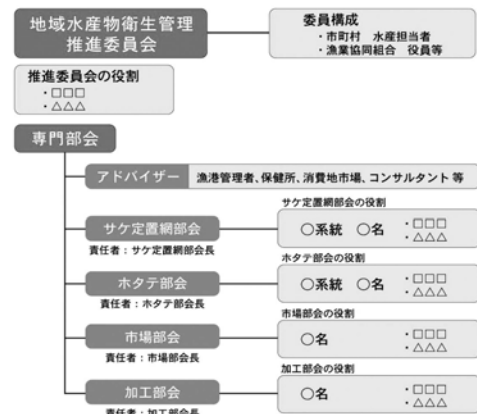 地域水産物衛生管理
推進委員会
委員構成
・市町村 水産担当者
・漁業協同組合 役員等
推進委員会の役割
・□□□
・△△△
専門部会
アドバイザー 漁港管理者、保健所、消費地市場、コンサルタント 等
サケ定置網部会の役割
サケ定置網部会
○系統 ○名
・□□□
・△△△
責任者：サケ定置網部会長
ホタテ部会の役割
ホタテ部会
○系統 ○名
・□□□
・△△△
責任者：ホタテ部会長
市場部会の役割
市場部会
○名
・□□□
・△△△
責任者：市場部会長
加工部会の役割
加工部会
○名
・□□□
・△△△
責任者：加工部会長